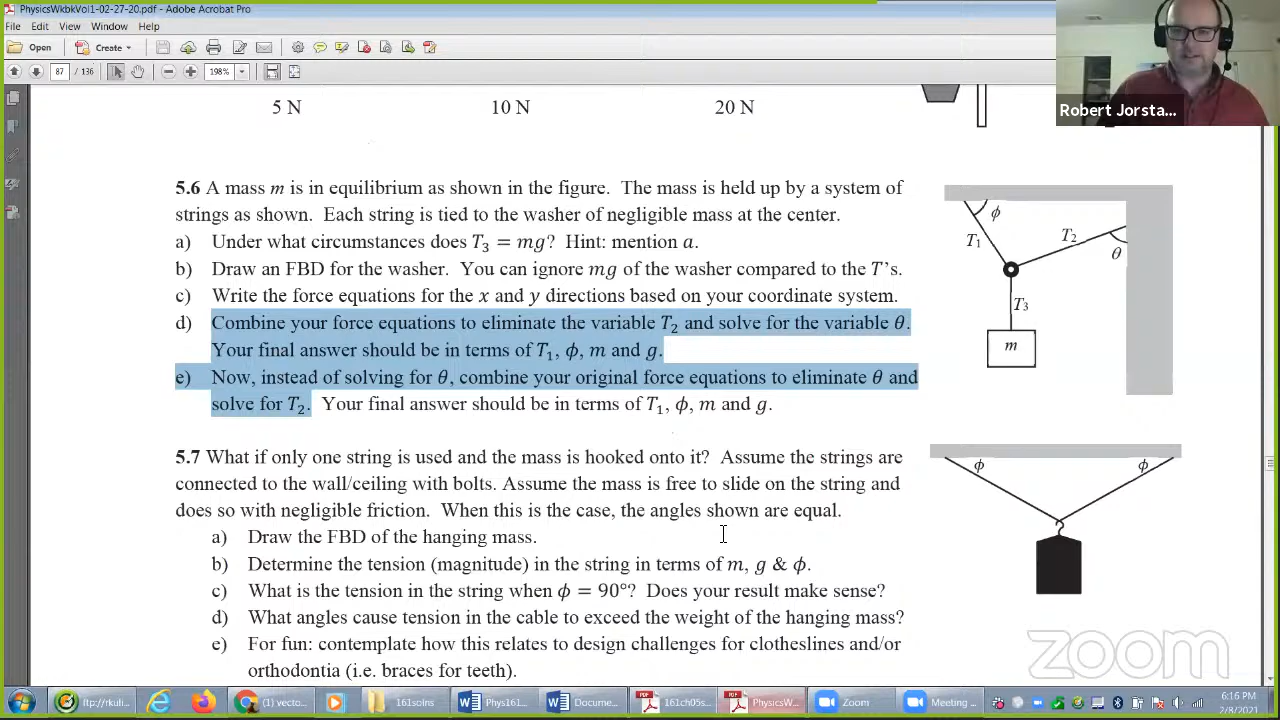 PhysicsWkbkVol1-02-27-20.pdf - Adobe Acrobat Pro
File Edit View Window Help
Open Create
87 / 136 198%
Robert Jorsta...
5 N 10 N 20 N
5.6 A mass m is in equilibrium as shown in the figure. The mass is held up by a system of
strings as shown. Each string is tied to the washer of negligible mass at the center.
a) Under what circumstances does T₃ = mg? Hint: mention a.
b) Draw an FBD for the washer. You can ignore mg of the washer compared to the T's.
c) Write the force equations for the x and y directions based on your coordinate system.
d) Combine your force equations to eliminate the variable T₂ and solve for the variable θ.
Your final answer should be in terms of T₁, ϕ, m and g.
e) Now, instead of solving for θ, combine your original force equations to eliminate θ and
solve for T₂. Your final answer should be in terms of T₁, ϕ, m and g.
ϕ
T₁
T₂
θ
T₃
m
5.7 What if only one string is used and the mass is hooked onto it? Assume the strings are
connected to the wall/ceiling with bolts. Assume the mass is free to slide on the string and
does so with negligible friction. When this is the case, the angles shown are equal.
a) Draw the FBD of the hanging mass.
b) Determine the tension (magnitude) in the string in terms of m, g & ϕ.
c) What is the tension in the string when ϕ = 90°? Does your result make sense?
d) What angles cause tension in the cable to exceed the weight of the hanging mass?
e) For fun: contemplate how this relates to design challenges for clotheslines and/or
orthodontia (i.e. braces for teeth).
ϕ ϕ
zoom
ftp://rkuli... (1) vecto... 161solns Phys161... Docume... 161ch05s... PhysicsW... Zoom Meeting ... 6:16 PM
2/8/2021